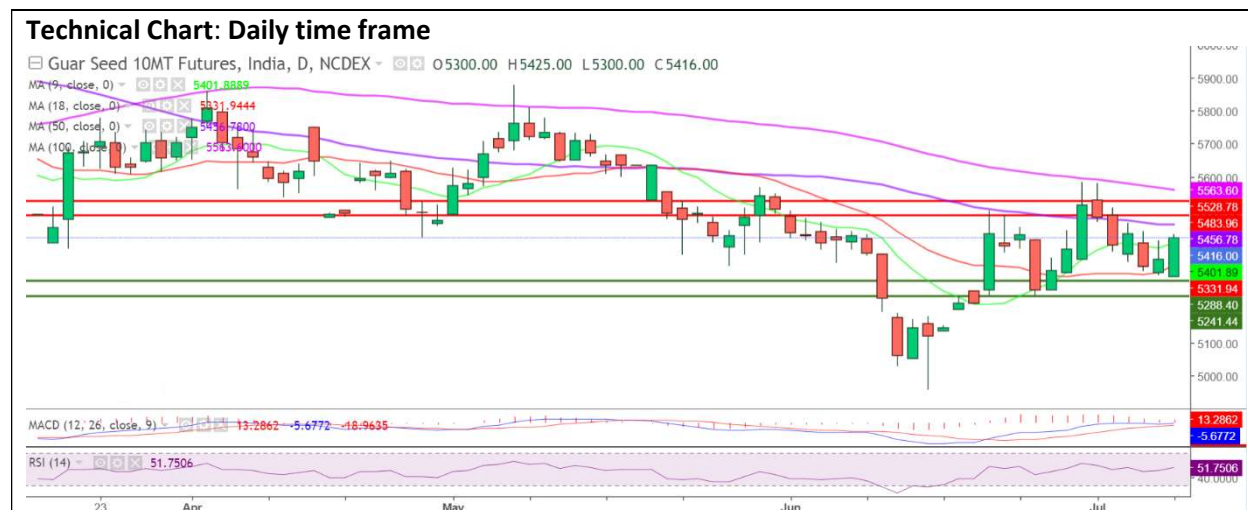 Technical Chart: Daily time frame
Guar Seed 10MT Futures, India, D, NCDEX O5300.00 H5425.00 L5300.00 C5416.00
MA (9, close, 0) 5401.8889
MA (18, close, 0) 5331.9444
MA (50, close, 0) 5456.7800
MA (100, close, 0) 5563.6000
5900.00
5800.00
5700.00
5600.00
5563.60
5528.78
5483.96
5456.78
5416.00
5401.89
5331.94
5288.40
5241.44
5100.00
5000.00
MACD (12, 26, close, 9) 13.2862 -5.6772 -18.9635
13.2862
-5.6772
RSI (14) 51.7506
51.7506
40.0000
23 Apr May Jun Jul